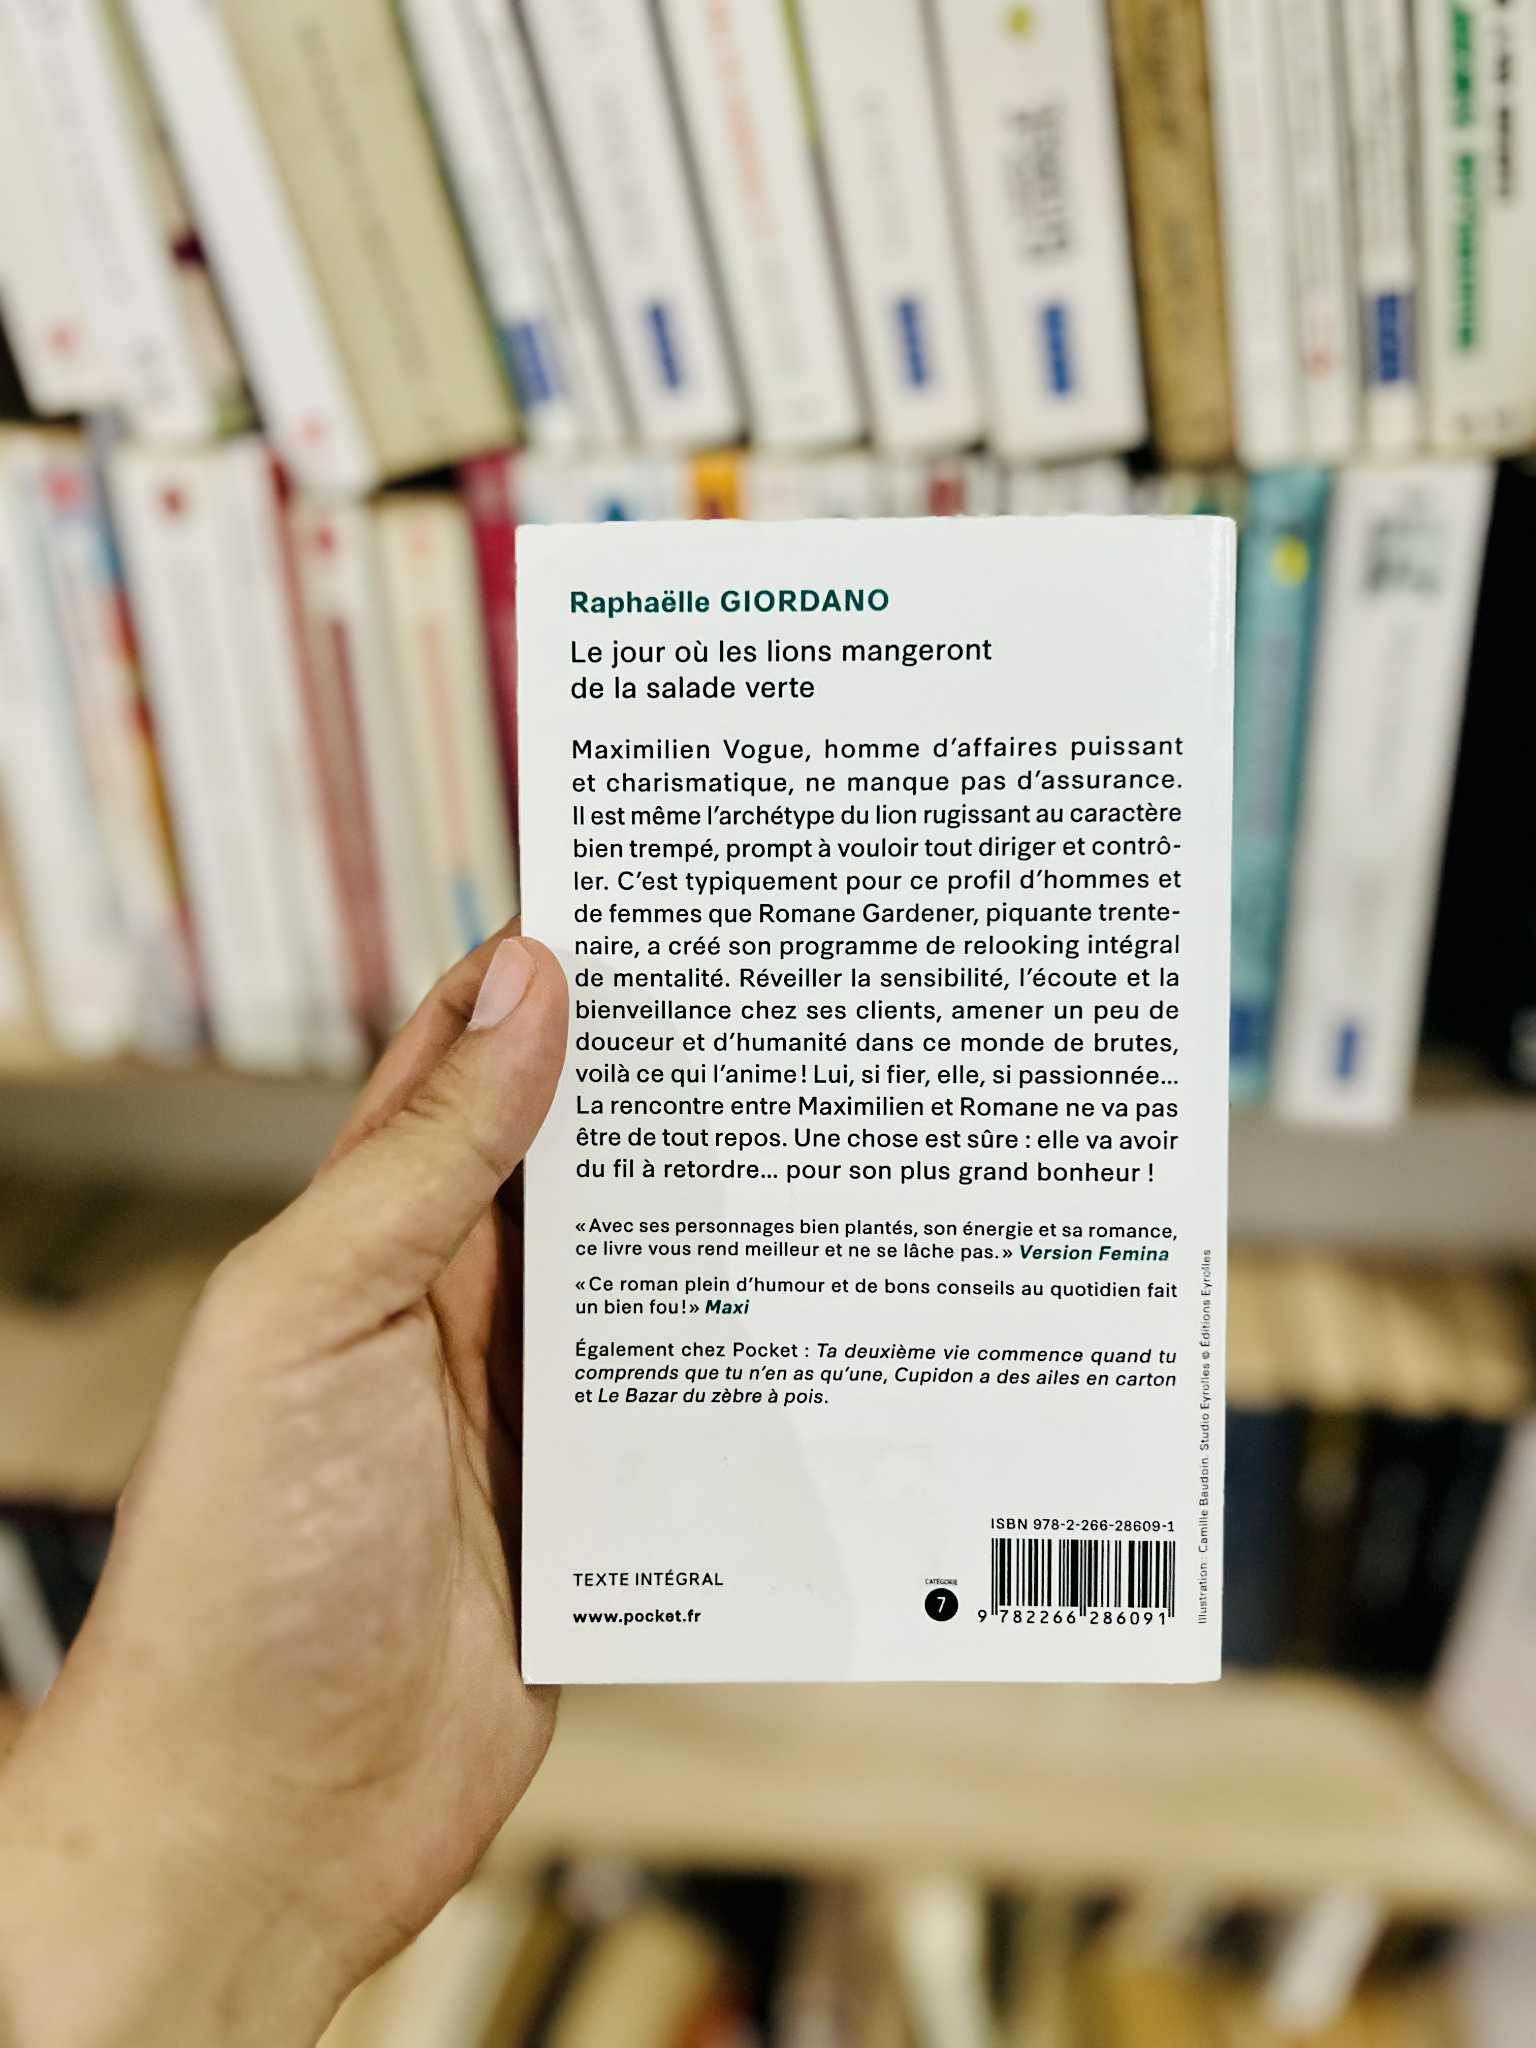 Raphaëlle GIORDANO
Le jour où les lions mangeront
de la salade verte
Maximilien Vogue, homme d'affaires puissant
et charismatique, ne manque pas d'assurance.
Il est même l'archétype du lion rugissant au caractère
bien trempé, prompt à vouloir tout diriger et contrô-
ler. C'est typiquement pour ce profil d'hommes et
de femmes que Romane Gardener, piquante trente-
naire, a créé son programme de relooking intégral
de mentalité. Réveiller la sensibilité, l'écoute et la
bienveillance chez ses clients, amener un peu de
douceur et d'humanité dans ce monde de brutes,
voilà ce qui l'anime ! Lui, si fier, elle, si passionnée...
La rencontre entre Maximilien et Romane ne va pas
être de tout repos. Une chose est sûre : elle va avoir
du fil à retordre... pour son plus grand bonheur !
« Avec ses personnages bien plantés, son énergie et sa romance,
ce livre vous rend meilleur et ne se lâche pas. » Version Femina
« Ce roman plein d'humour et de bons conseils au quotidien fait
un bien fou ! » Maxi
Également chez Pocket : Ta deuxième vie commence quand tu
comprends que tu n'en as qu'une, Cupidon a des ailes en carton
et Le Bazar du zèbre à pois.
Illustration : Camille Baudoin. Studio Eyrolles © Éditions Eyrolles
ISBN 978-2-266-28609-1
TEXTE INTÉGRAL
CATÉGORIE
7
www.pocket.fr
9 782266 286091